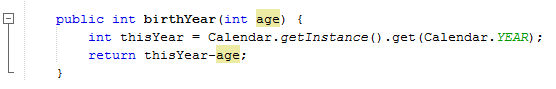 public int birthYear(int age) {
int thisYear = Calendar.getInstance().get(Calendar.YEAR);
return thisYear-age;
}